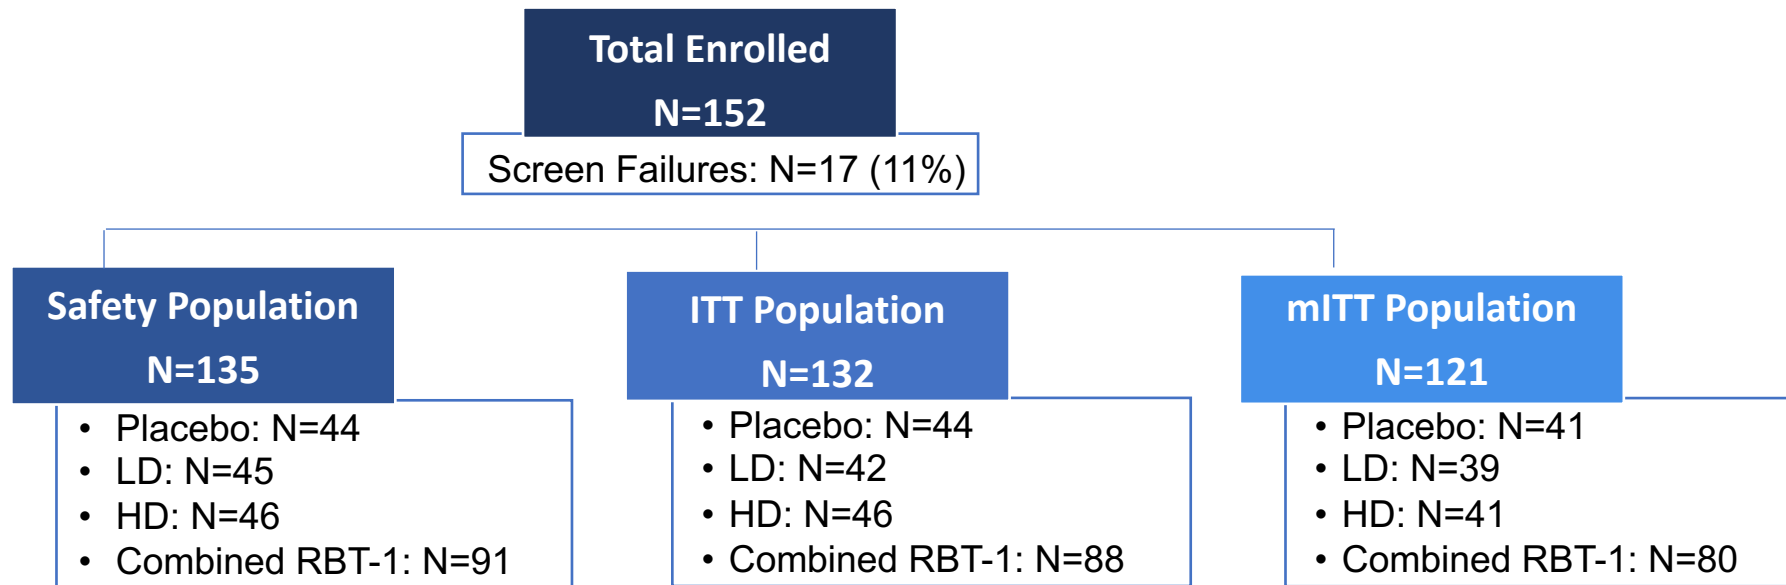 Total Enrolled
N=152
Screen Failures: N=17 (11%)
Safety Population
N=135
• Placebo: N=44
• LD: N=45
• HD: N=46
• Combined RBT-1: N=91
ITT Population
N=132
• Placebo: N=44
• LD: N=42
• HD: N=46
• Combined RBT-1: N=88
mITT Population
N=121
• Placebo: N=41
• LD: N=39
• HD: N=41
• Combined RBT-1: N=80